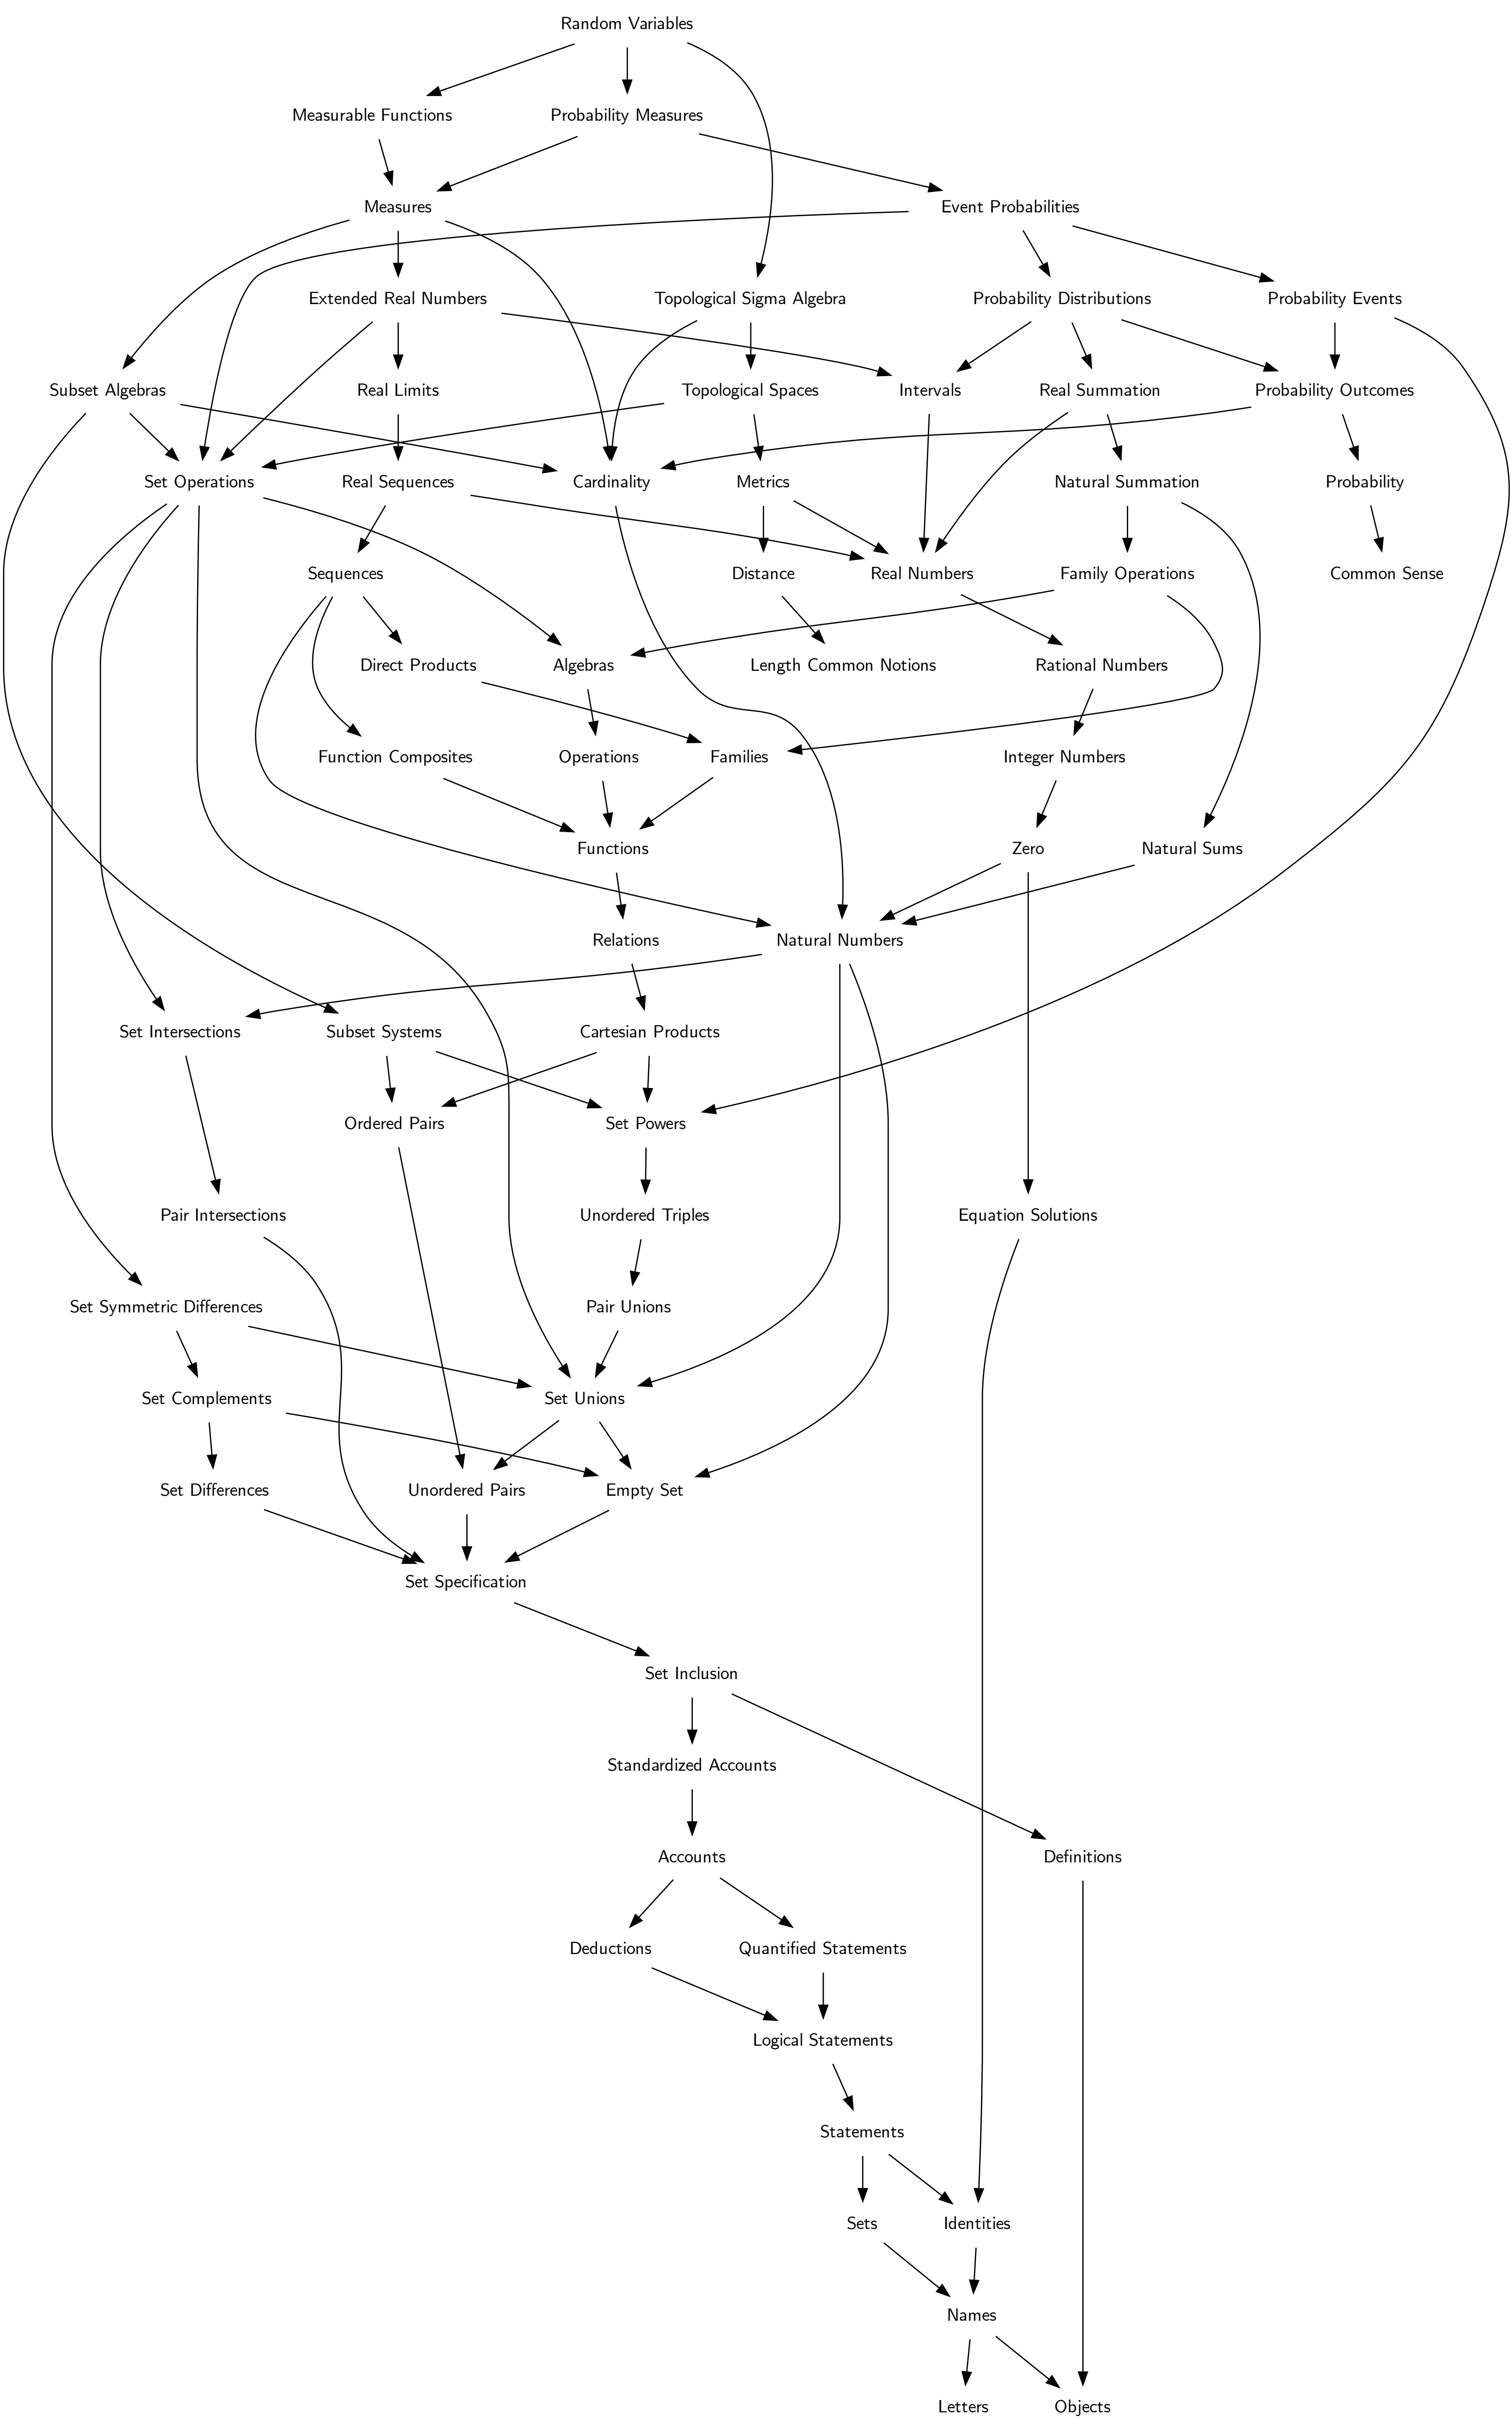 Random Variables
Measurable Functions
Probability Measures
Measures
Event Probabilities
Extended Real Numbers
Topological Sigma Algebra
Probability Distributions
Probability Events
Subset Algebras
Real Limits
Topological Spaces
Intervals
Real Summation
Probability Outcomes
Set Operations
Real Sequences
Cardinality
Metrics
Natural Summation
Probability
Sequences
Distance
Real Numbers
Family Operations
Common Sense
Direct Products
Algebras
Length Common Notions
Rational Numbers
Function Composites
Operations
Families
Integer Numbers
Functions
Zero
Natural Sums
Relations
Natural Numbers
Set Intersections
Subset Systems
Cartesian Products
Ordered Pairs
Set Powers
Pair Intersections
Unordered Triples
Equation Solutions
Set Symmetric Differences
Pair Unions
Set Complements
Set Unions
Set Differences
Unordered Pairs
Empty Set
Set Specification
Set Inclusion
Standardized Accounts
Accounts
Definitions
Deductions
Quantified Statements
Logical Statements
Statements
Sets
Identities
Names
Letters
Objects